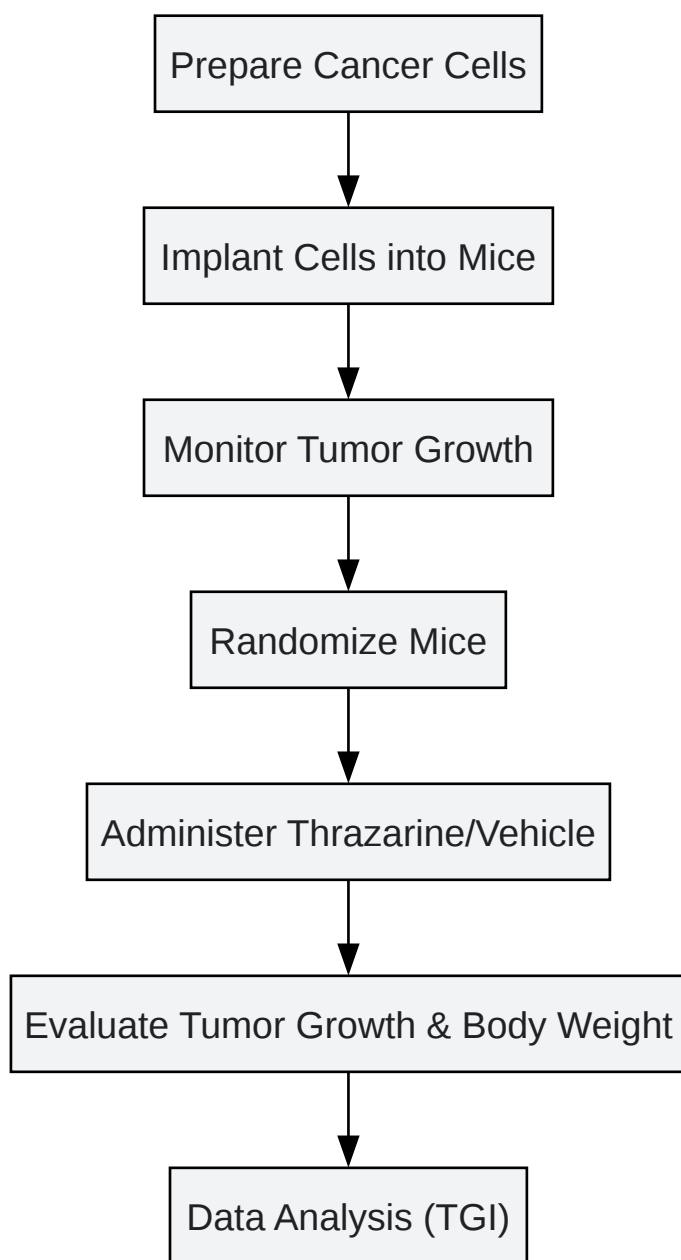 Prepare Cancer Cells
Implant Cells into Mice
Monitor Tumor Growth
Randomize Mice
Administer Thrazarine/Vehicle
Evaluate Tumor Growth & Body Weight
Data Analysis (TGI)